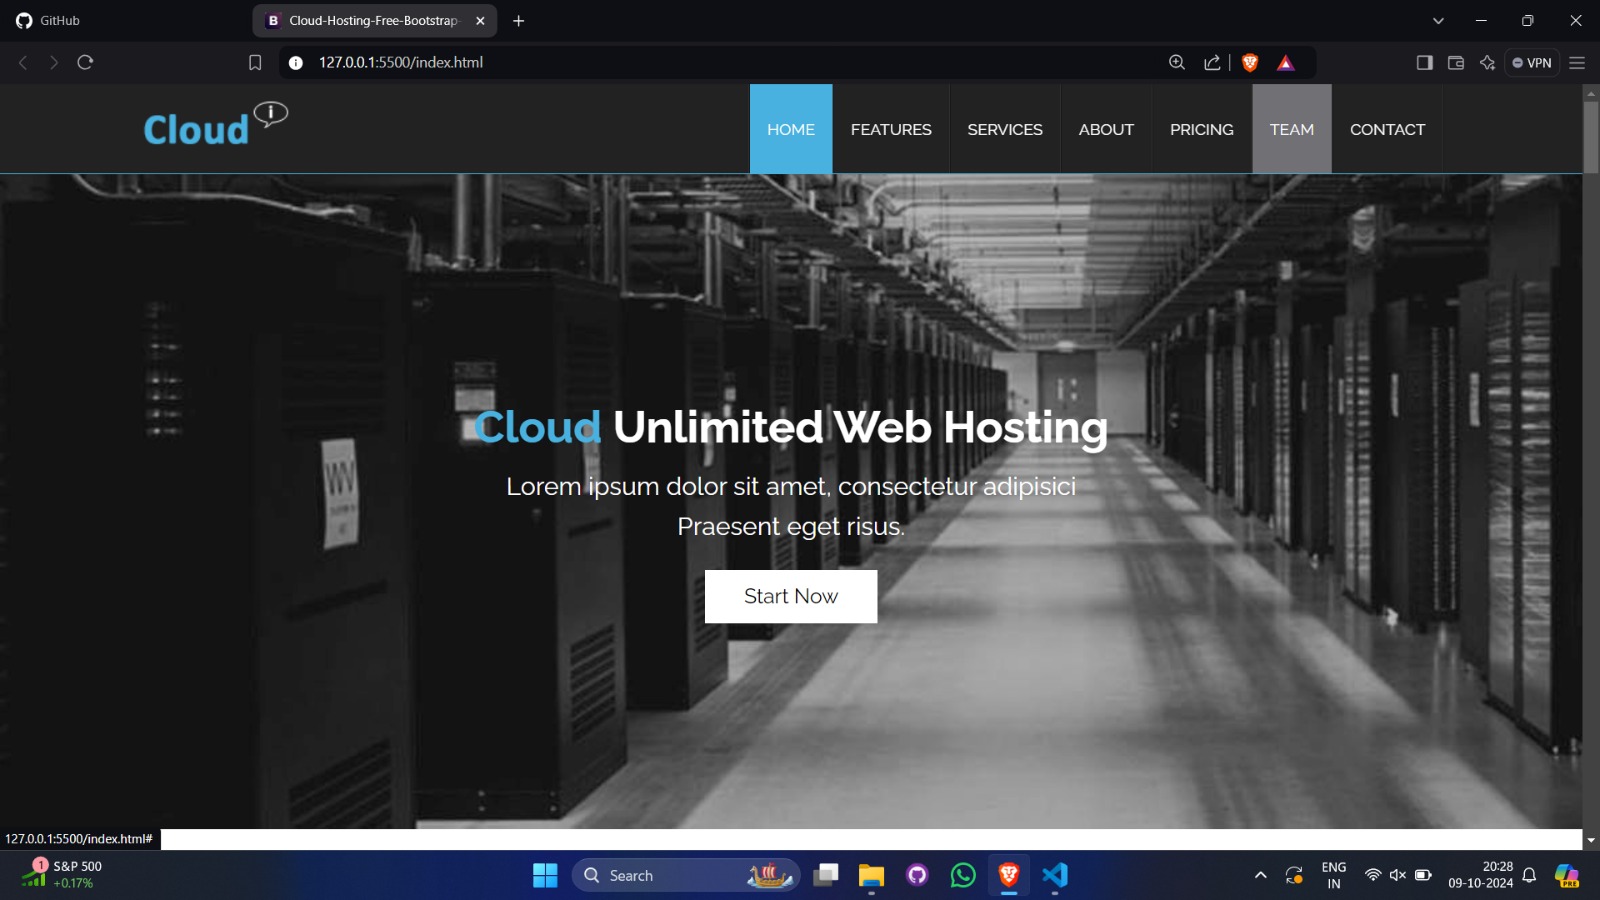 GitHub
B Cloud-Hosting-Free-Bootstrap-
127.0.0.1:5500/index.html
VPN
Cloud i
HOME FEATURES SERVICES ABOUT PRICING TEAM CONTACT
Cloud Unlimited Web Hosting
Lorem ipsum dolor sit amet, consectetur adipisici
Praesent eget risus.
Start Now
127.0.0.1:5500/index.html#
1 S&P 500
+0.17%
Search
ENG
IN
20:28
09-10-2024
PRE